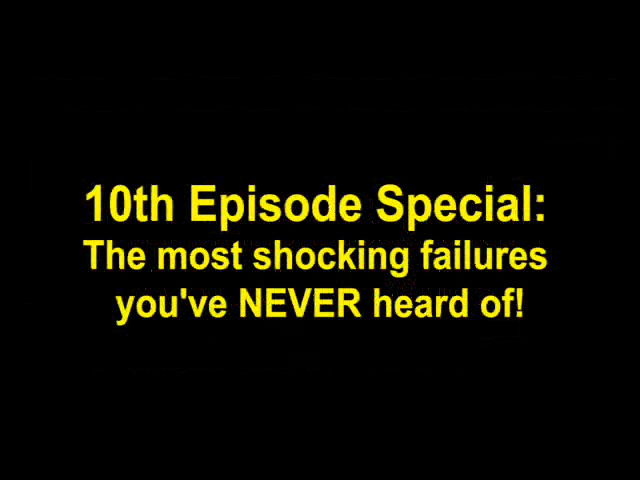 10th Episode Special:
The most shocking failures
you've NEVER heard of!